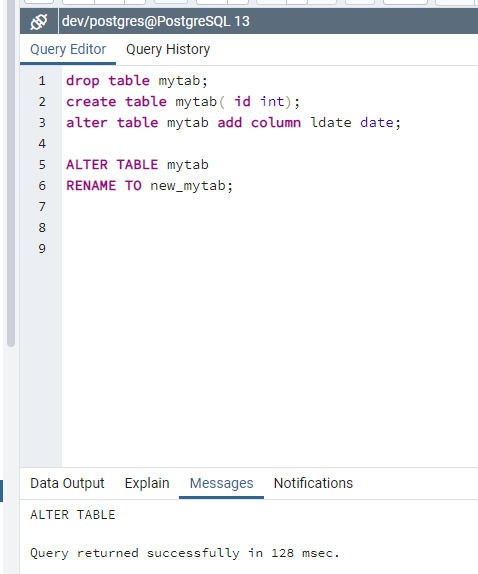 dev/postgres@PostgreSQL 13
Query Editor Query History
1 drop table mytab;
2 create table mytab( id int);
3 alter table mytab add column ldate date;
4
5 ALTER TABLE mytab
6 RENAME TO new_mytab;
7
8
9
Data Output Explain Messages Notifications
ALTER TABLE
Query returned successfully in 128 msec.